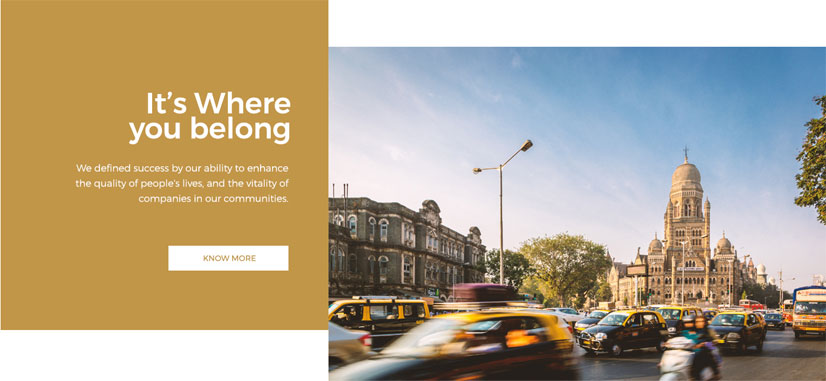 It’s Where
you belong
We defined success by our ability to enhance
the quality of people's lives, and the vitality of
companies in our communities.
KNOW MORE